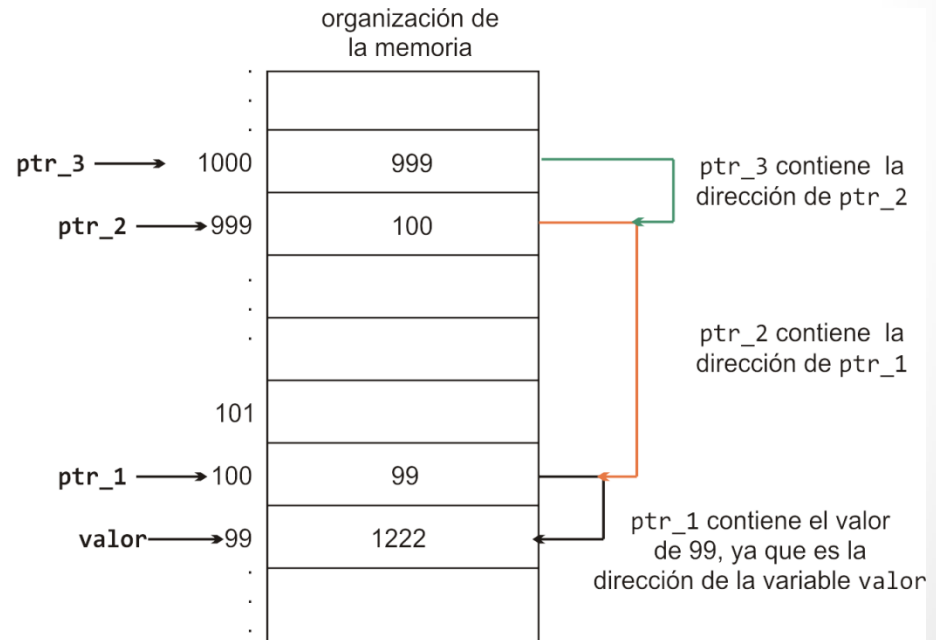 organización de
la memoria
ptr_3 1000 999
ptr_3 contiene la
dirección de ptr_2
ptr_2 999 100
ptr_2 contiene la
dirección de ptr_1
101
ptr_1 100 99
valor 99 1222
ptr_1 contiene el valor
de 99, ya que es la
dirección de la variable valor